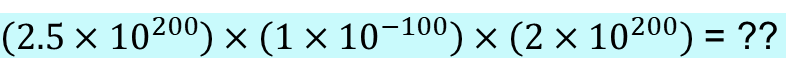 (2.5 × 10²⁰⁰) × (1 × 10⁻¹⁰⁰) × (2 × 10²⁰⁰) = ??